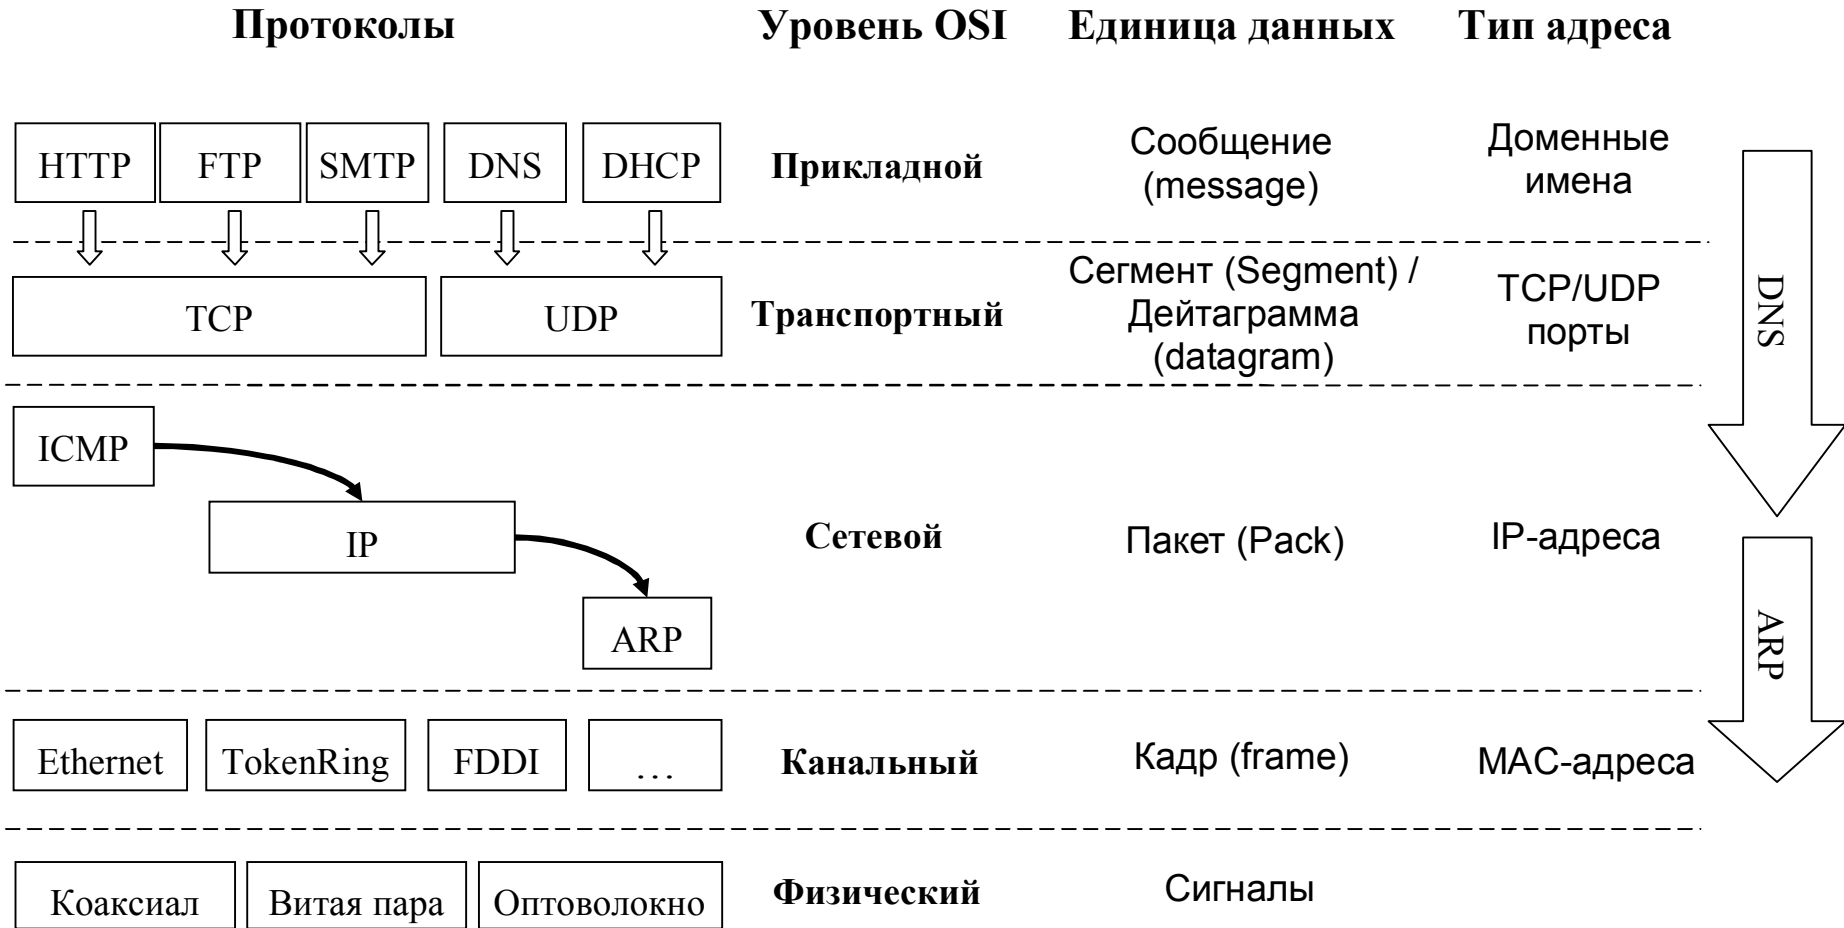 Протоколы Уровень OSI Единица данных Тип адреса
HTTP FTP SMTP DNS DHCP
Прикладной
Сообщение
(message)
Доменные
имена
TCP UDP
Транспортный
Сегмент (Segment) /
Дейтаграмма
(datagram)
TCP/UDP
порты
DNS
ICMP
IP
ARP
Сетевой
Пакет (Pack)
IP-адреса
ARP
Ethernet TokenRing FDDI …
Канальный
Кадр (frame)
MAC-адреса
Коаксиал Витая пара Оптоволокно
Физический
Сигналы